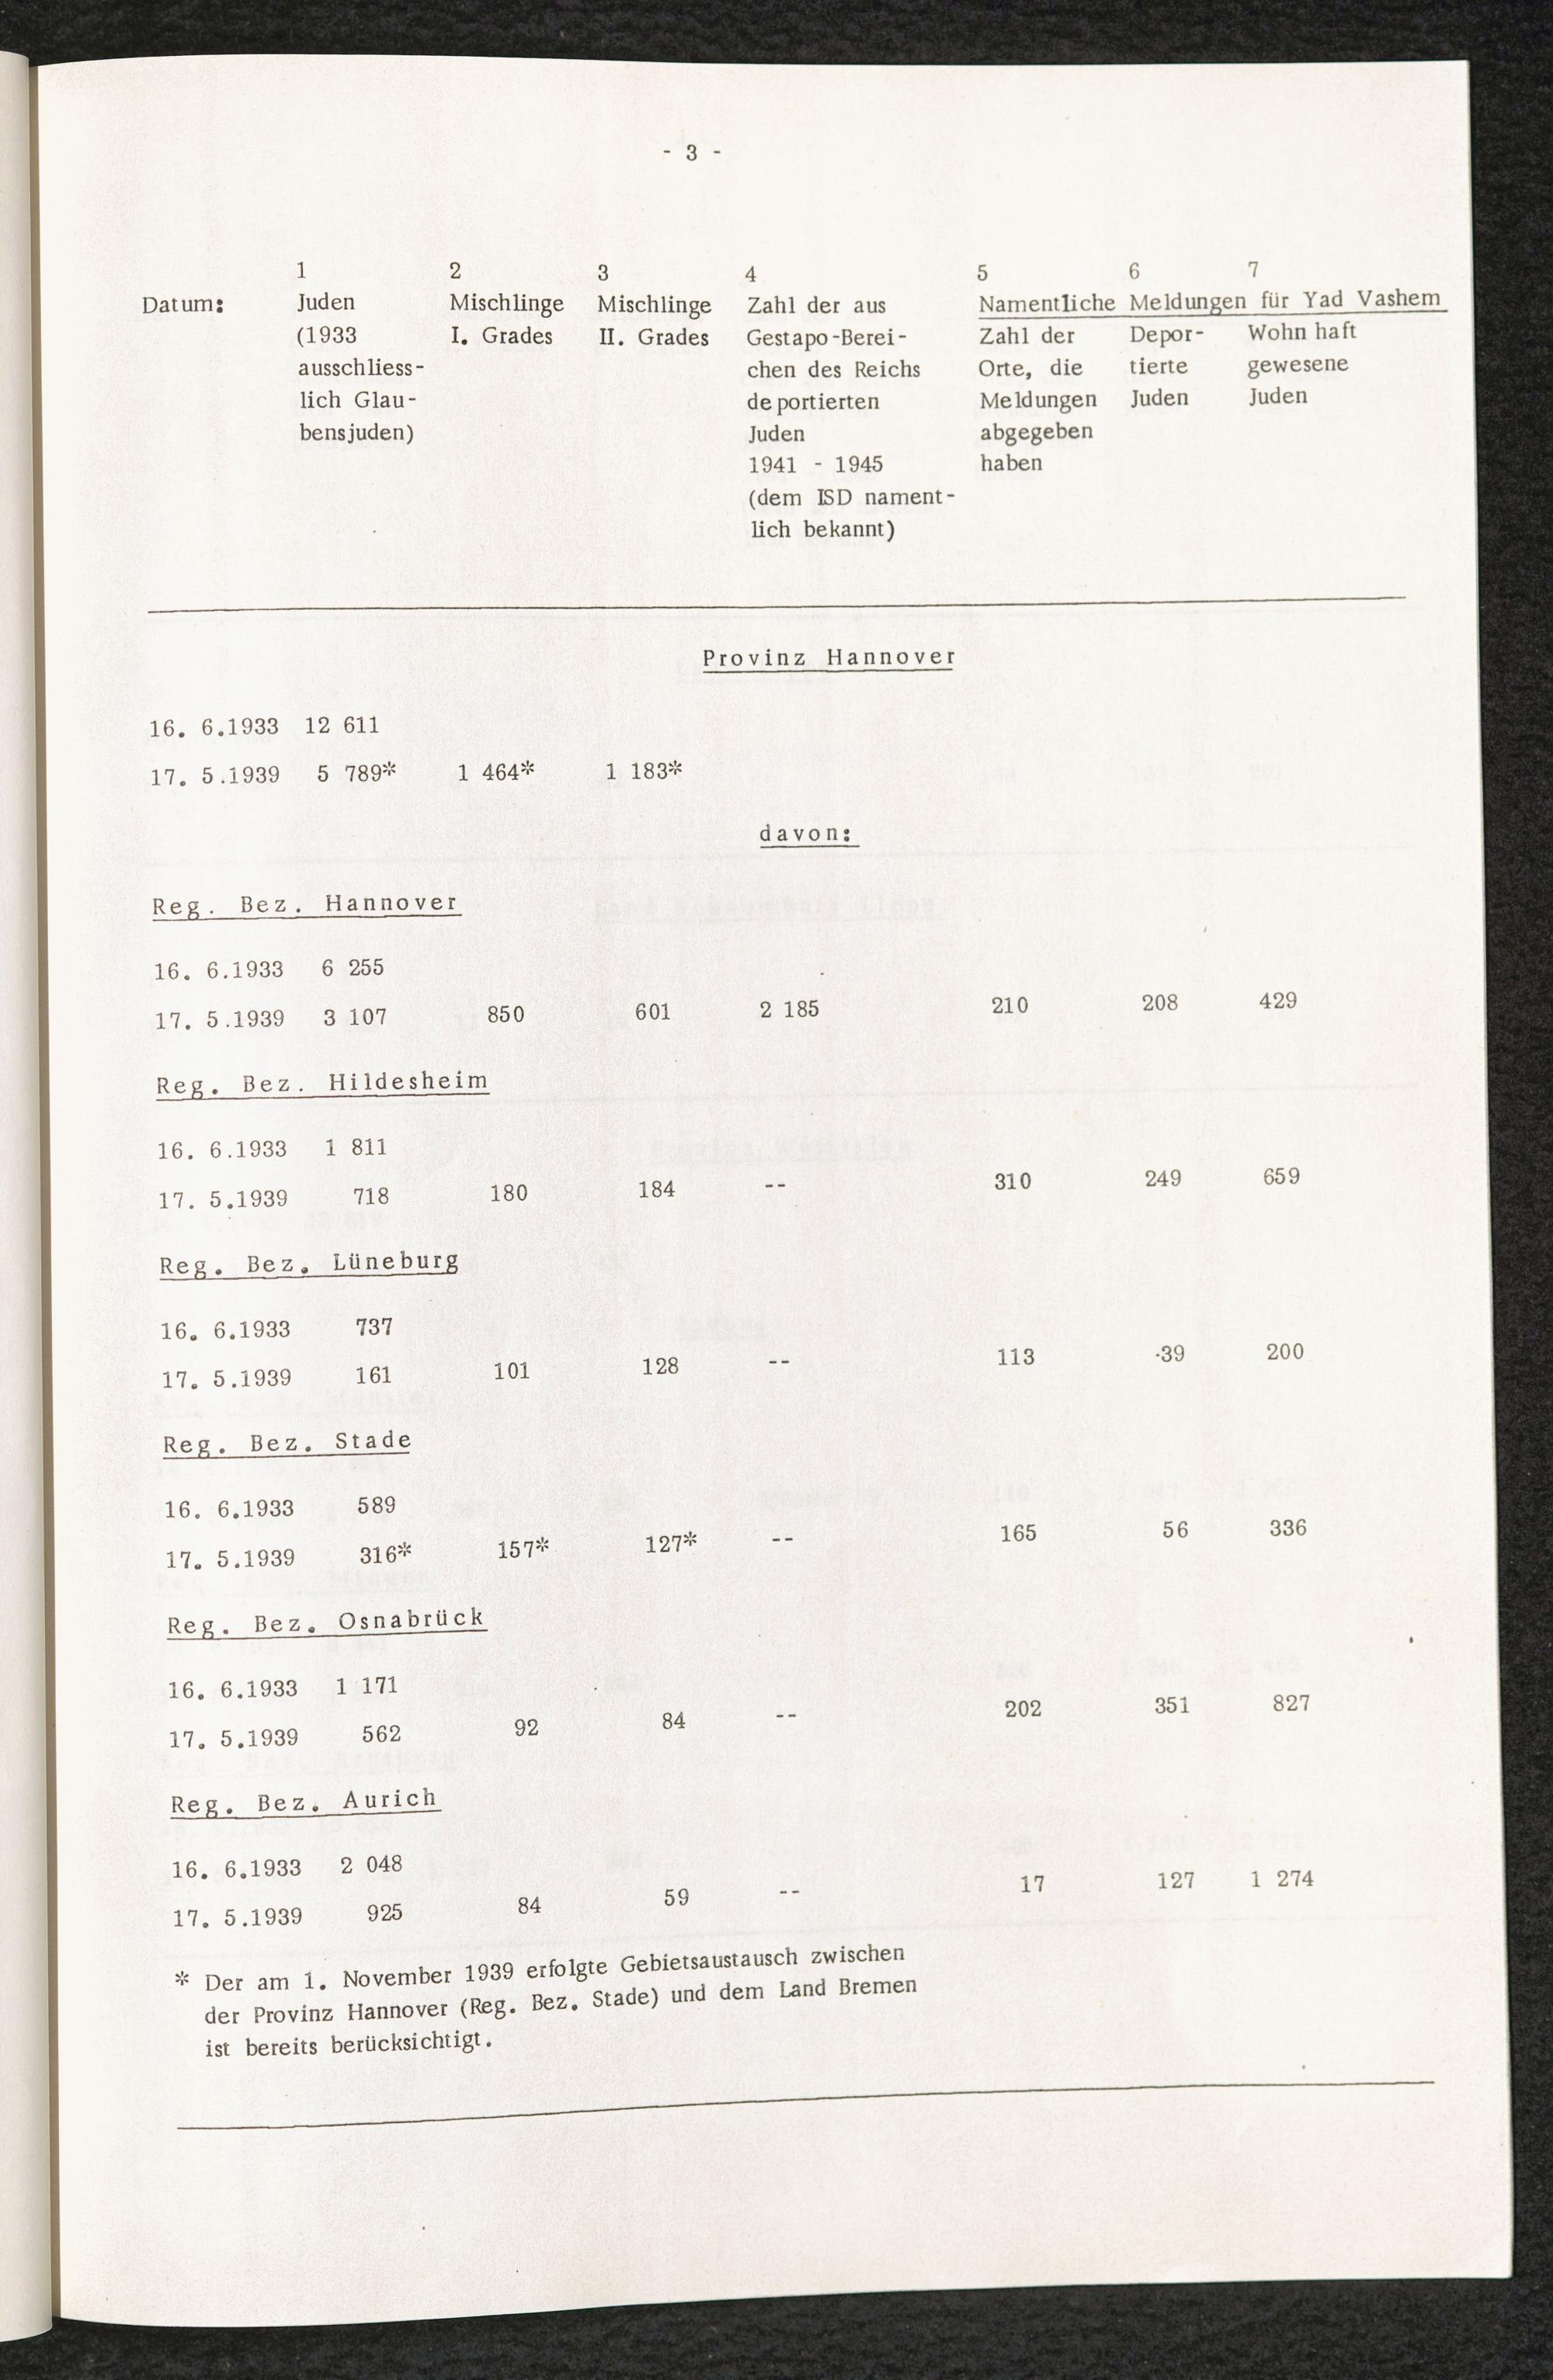 - 3 -
1 2 3 4 5 6 7
Datum: Juden Mischlinge Mischlinge Zahl der aus Namentliche Meldungen für Yad Vashem
(1933 I. Grades II. Grades Gestapo-Berei- Zahl der Depor- Wohnhaft
ausschliess- chen des Reichs Orte, die tierte gewesene
lich Glau- deportierten Meldungen Juden Juden
bensjuden) Juden abgegeben
1941 - 1945 haben
(dem ISD nament-
lich bekannt)
Provinz Hannover
16. 6.1933 12 611
17. 5.1939 5 789* 1 464* 1 183*
davon:
Reg. Bez. Hannover
16. 6.1933 6 255
17. 5.1939 3 107 850 601 2 185 210 208 429
Reg. Bez. Hildesheim
16. 6.1933 1 811
17. 5.1939 718 180 184 -- 310 249 659
Reg. Bez. Lüneburg
16. 6.1933 737
17. 5.1939 161 101 128 -- 113 39 200
Reg. Bez. Stade
16. 6.1933 589
17. 5.1939 316* 157* 127* -- 165 56 336
Reg. Bez. Osnabrück
16. 6.1933 1 171
17. 5.1939 562 92 84 -- 202 351 827
Reg. Bez. Aurich
16. 6.1933 2 048
17. 5.1939 925 84 59 -- 17 127 1 274
* Der am 1. November 1939 erfolgte Gebietsaustausch zwischen
der Provinz Hannover (Reg. Bez. Stade) und dem Land Bremen
ist bereits berücksichtigt.